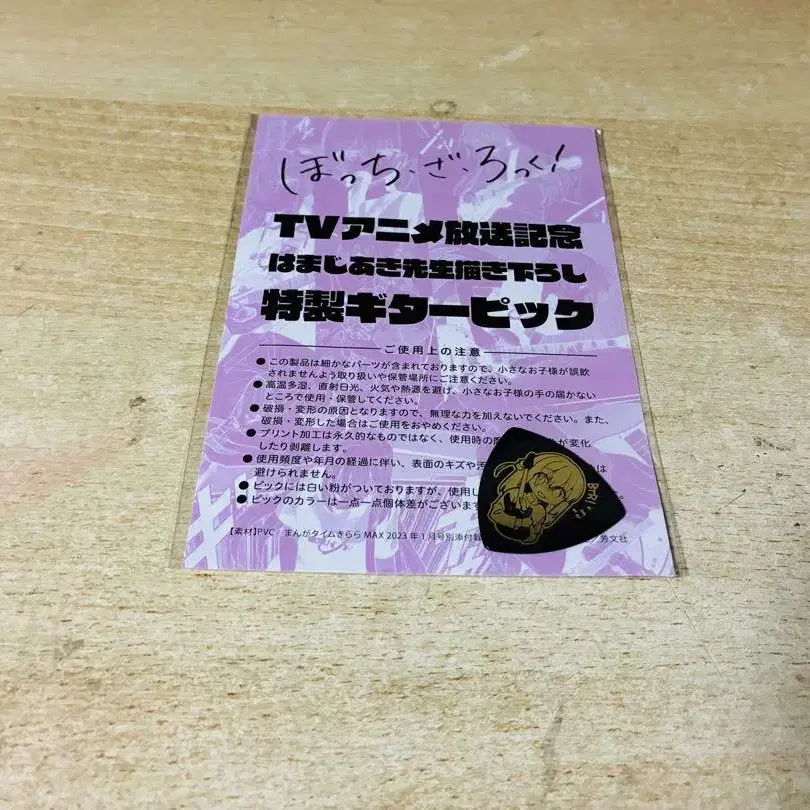 ぼっち・ざ・ろっく!
TVアニメ放送記念
はまじあき先生描き下ろし
特製ギターピック
ご使用上の注意
● この製品は細かなパーツが含まれておりますので、小さなお子様が誤飲
されませんよう取り扱いや保管場所にご注意ください。
● 高温多湿、直射日光、火気や熱源を避け、小さなお子様の手の届かない
ところで使用・保管してください。
● 破損・変形の原因となりますので、無理な力を加えないでください。また、
破損・変形した場合はご使用をおやめください。
● プリント加工は永久的なものではなく、使用時の が変化
したり剥離します。
● 使用頻度や年月の経過に伴い、表面のキズや汚 は
避けられません。
● ピックには白い粉がついておりますが、使用し す。
● ピックのカラーは一点一点個体差がございます
【素材】PVC まんがタイムきららMAX 2023年1月号別添付録 芳文社